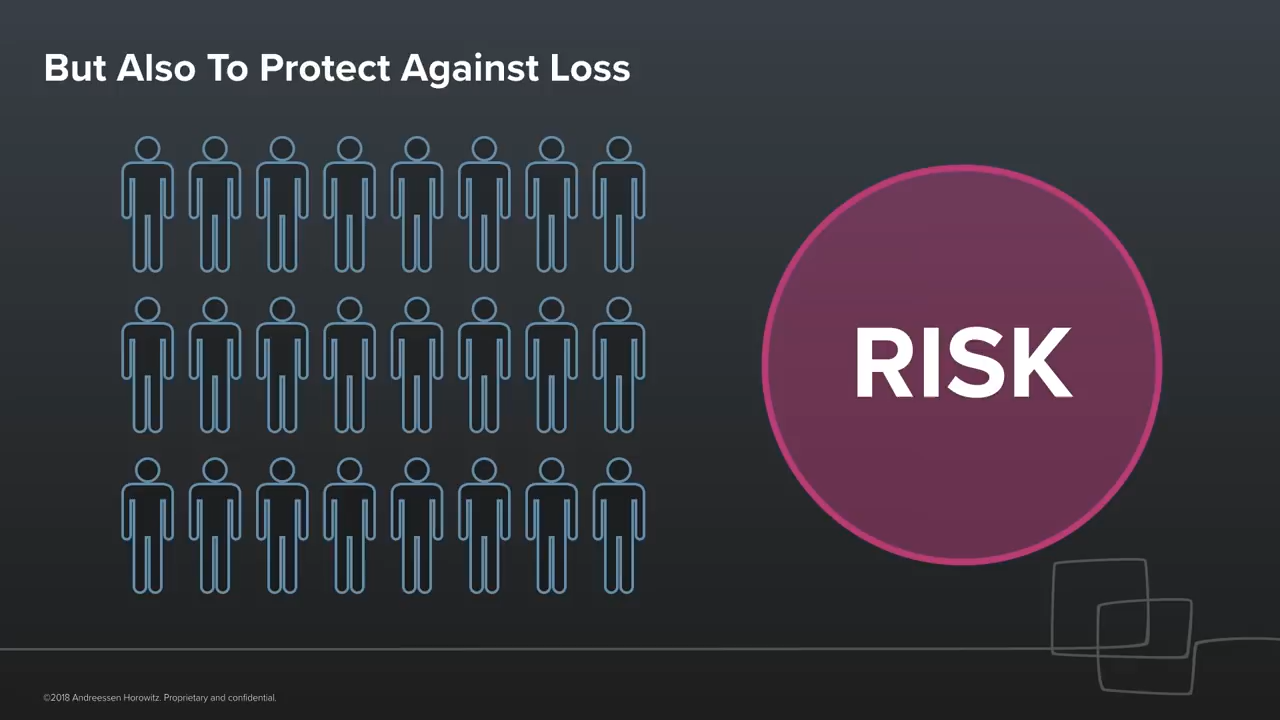 But Also To Protect Against Loss
RISK
©2018 Andreessen Horowitz. Proprietary and confidential.